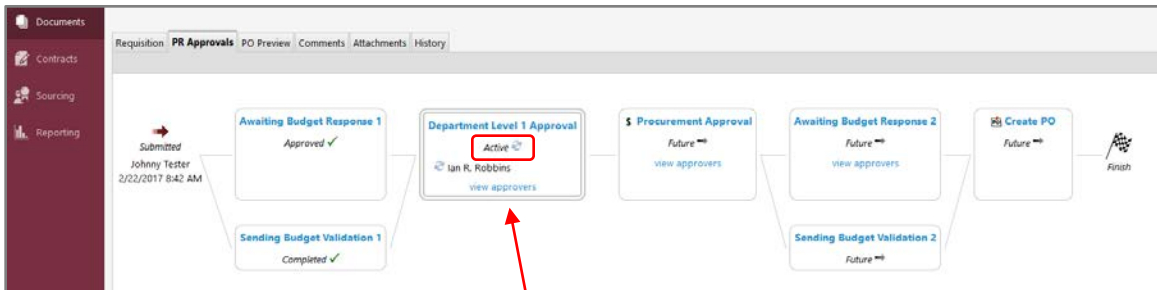 Documents
Contracts
Sourcing
Reporting
Requisition PR Approvals PO Preview Comments Attachments History
Submitted
Johnny Tester
2/22/2017 8:42 AM
Awaiting Budget Response 1
Approved ✓
Sending Budget Validation 1
Completed ✓
Department Level 1 Approval
Active
Ian R. Robbins
view approvers
$ Procurement Approval
Future
view approvers
Awaiting Budget Response 2
Future
view approvers
Sending Budget Validation 2
Future
Create PO
Future
Finish